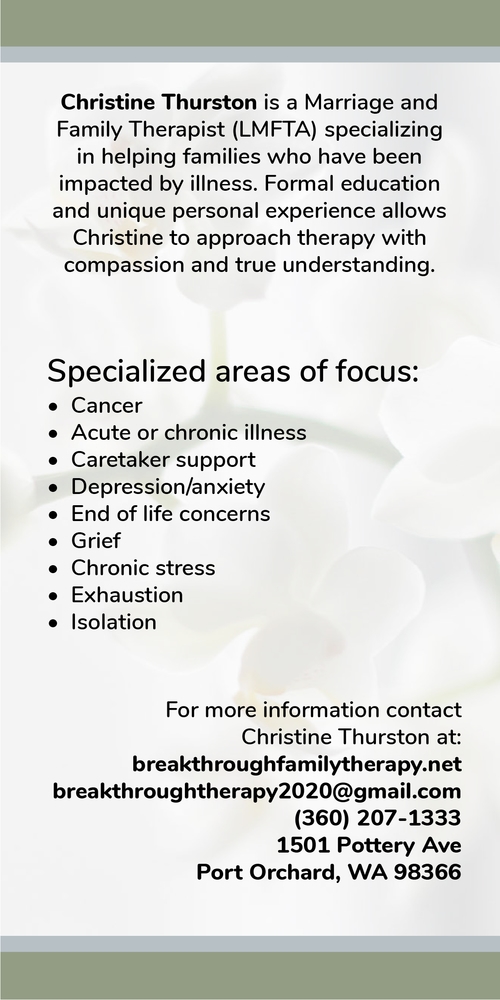 Christine Thurston is a Marriage and
Family Therapist (LMFTA) specializing
in helping families who have been
impacted by illness. Formal education
and unique personal experience allows
Christine to approach therapy with
compassion and true understanding.
Specialized areas of focus:
• Cancer
• Acute or chronic illness
• Caretaker support
• Depression/anxiety
• End of life concerns
• Grief
• Chronic stress
• Exhaustion
• Isolation
For more information contact
Christine Thurston at:
breakthroughfamilytherapy.net
breakthroughtherapy2020@gmail.com
(360) 207-1333
1501 Pottery Ave
Port Orchard, WA 98366